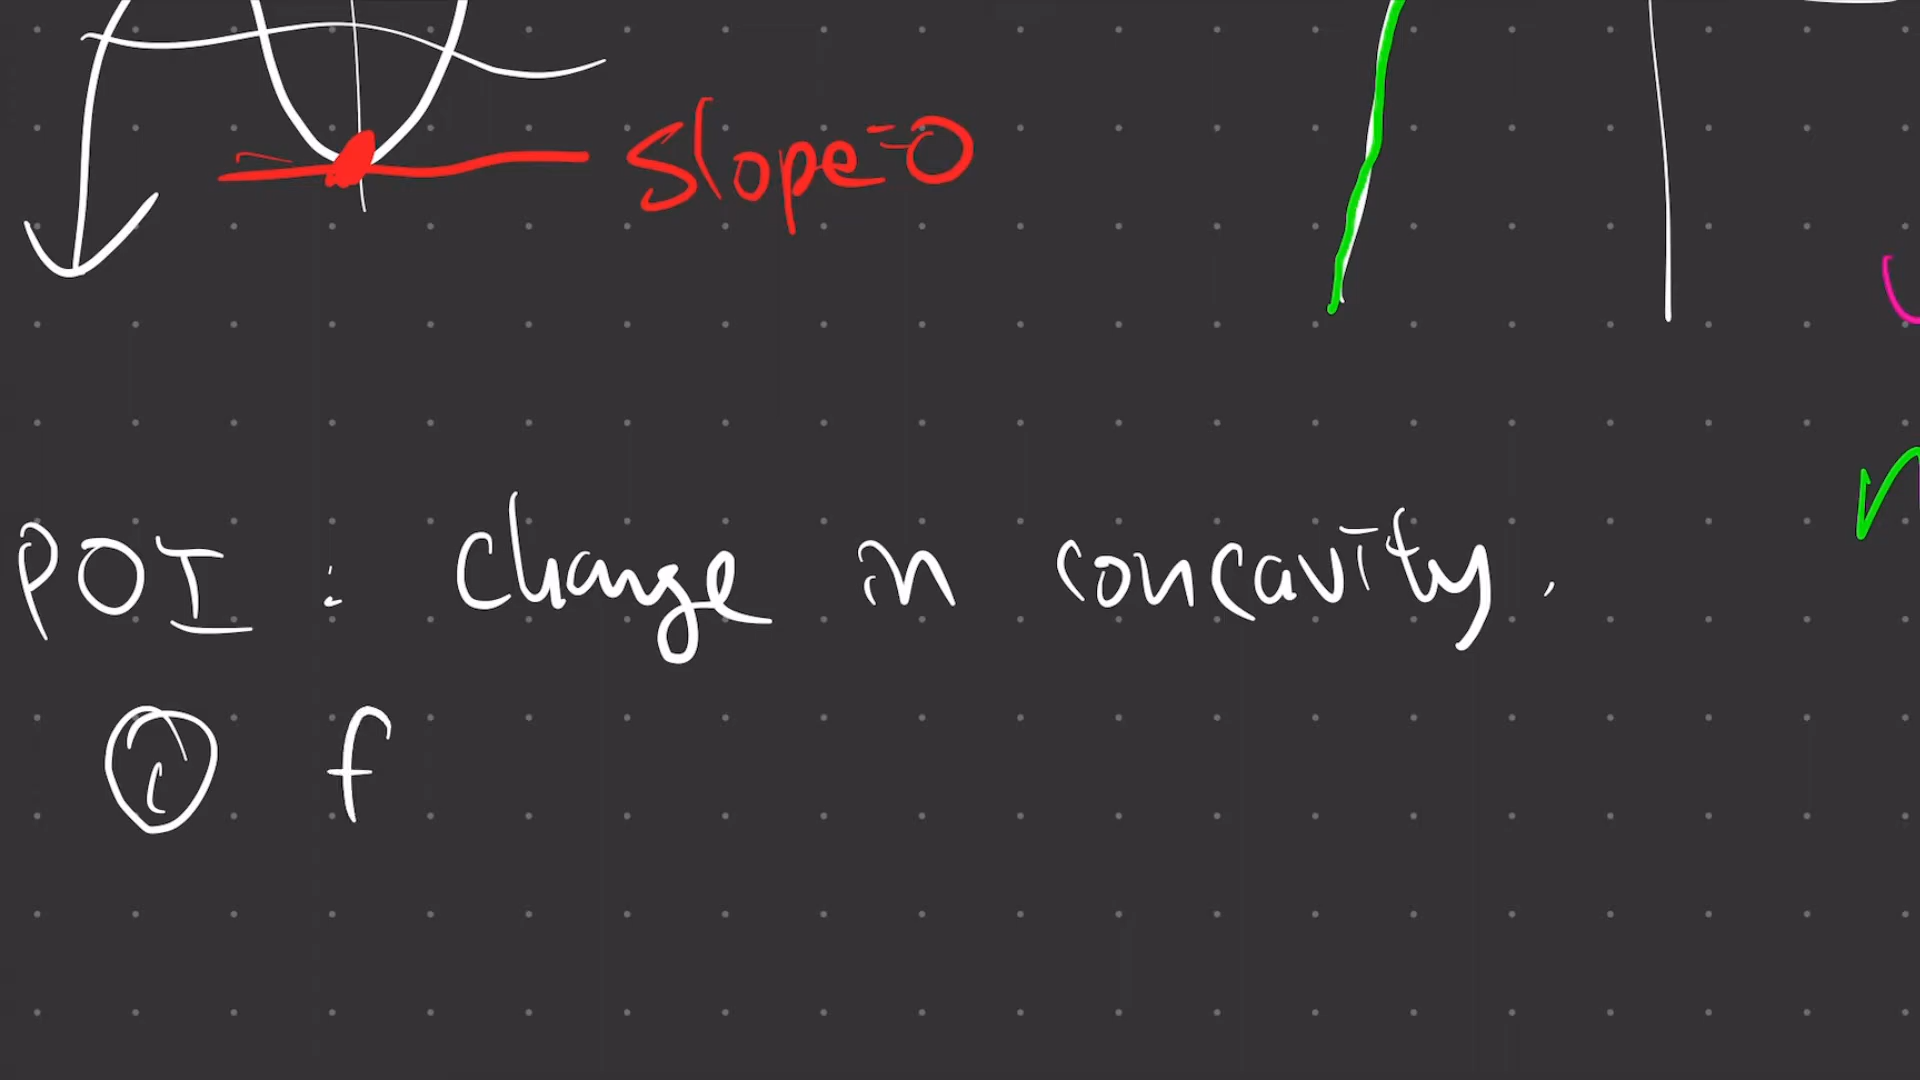 Slope=0
POI : change in concavity.
① f